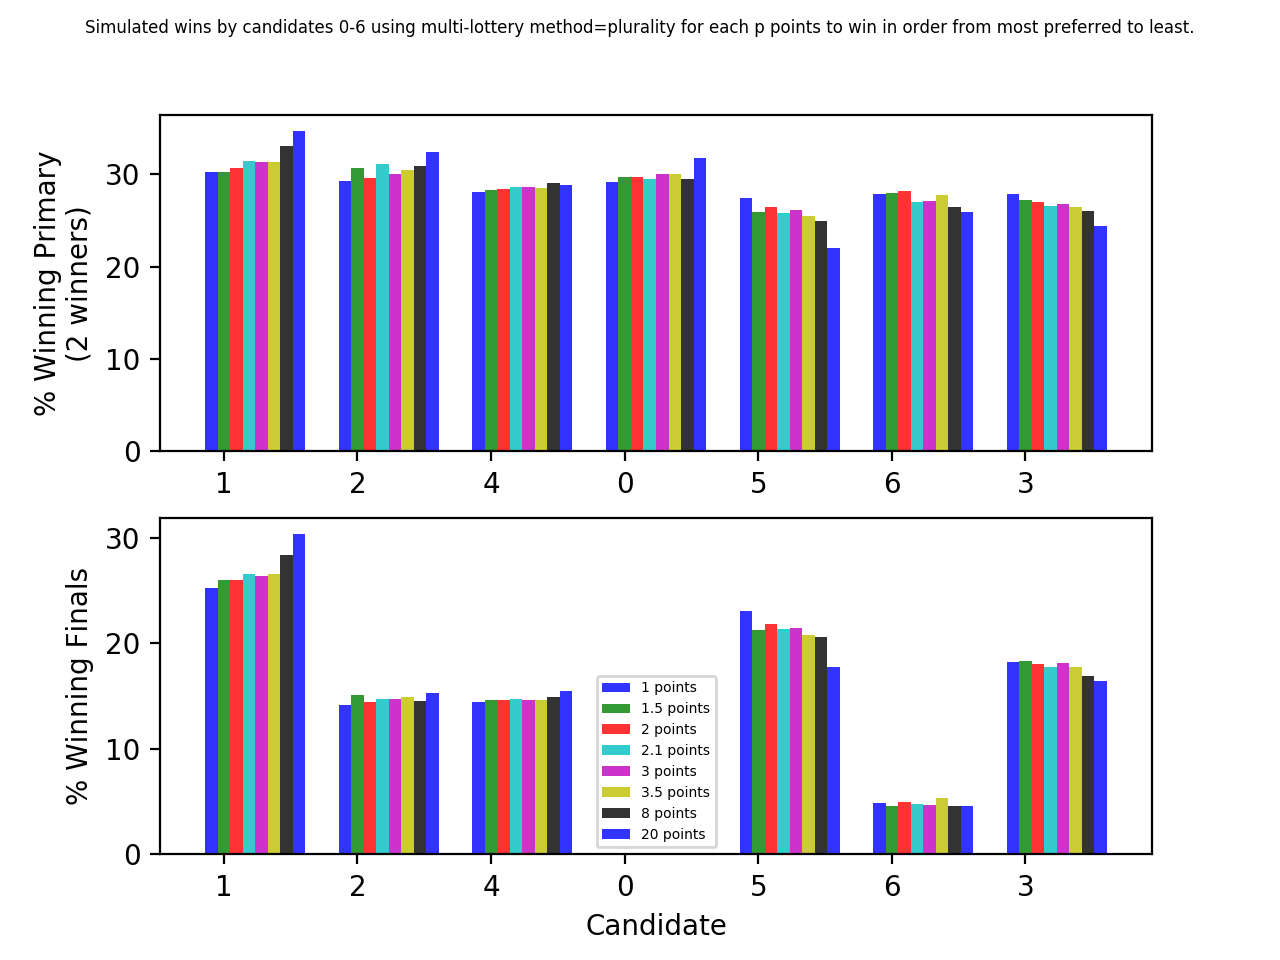 Simulated wins by candidates 0-6 using multi-lottery method=plurality for each p points to win in order from most preferred to least.
% Winning Primary
(2 winners)
30
20
10
0
1 2 4 0 5 6 3
% Winning Finals
30
20
10
0
1 points
1.5 points
2 points
2.1 points
3 points
3.5 points
8 points
20 points
1 2 4 0 5 6 3
Candidate